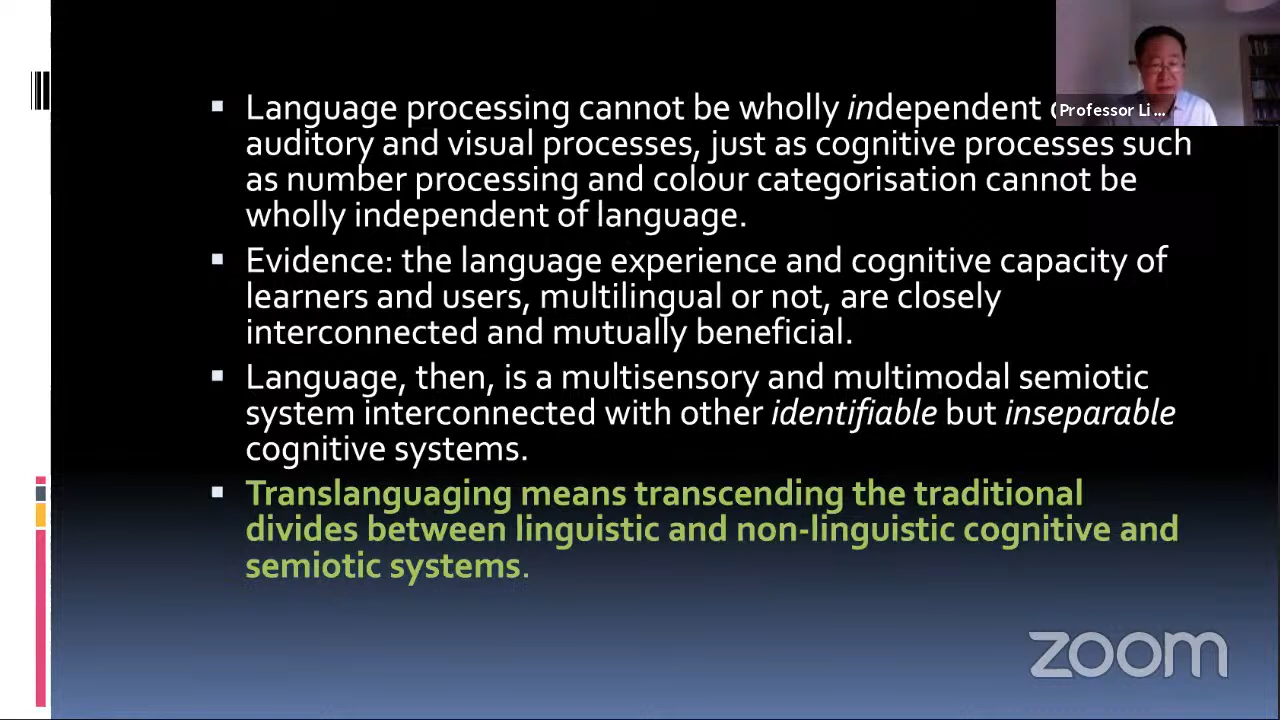 Language processing cannot be wholly independent
auditory and visual processes, just as cognitive processes such
as number processing and colour categorisation cannot be
wholly independent of language.
Evidence: the language experience and cognitive capacity of
learners and users, multilingual or not, are closely
interconnected and mutually beneficial.
Language, then, is a multisensory and multimodal semiotic
system interconnected with other identifiable but inseparable
cognitive systems.
Translanguaging means transcending the traditional
divides between linguistic and non-linguistic cognitive and
semiotic systems.
Professor Li ...
zoom